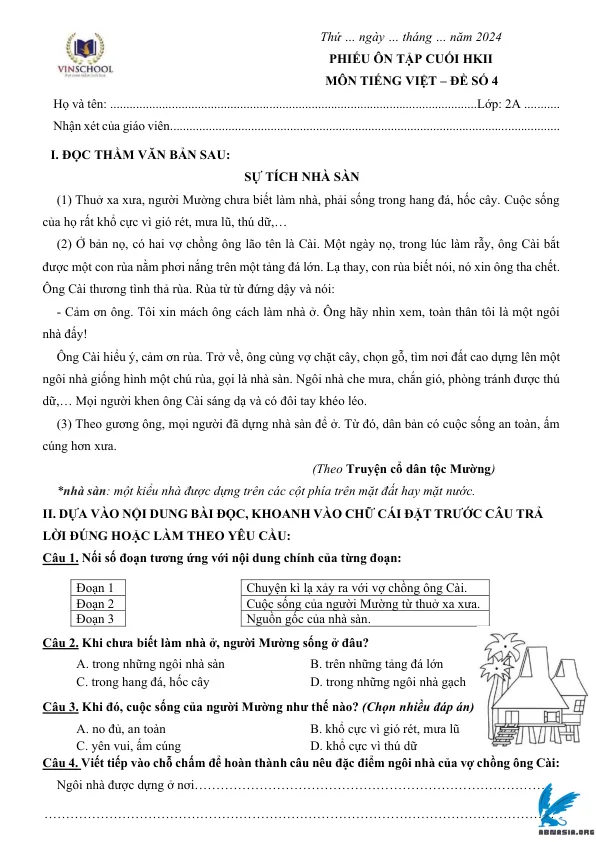 Thứ ... ngày ... tháng ... năm 2024
VINSCHOOL
PHIẾU ÔN TẬP CUỐI HKII
MÔN TIẾNG VIỆT – ĐỀ SỐ 4
Họ và tên: ...........................................................................................Lớp: 2A ...........
Nhận xét của giáo viên.................................................................................................
I. ĐỌC THẦM VĂN BẢN SAU:
SỰ TÍCH NHÀ SÀN
(1) Thuở xa xưa, người Mường chưa biết làm nhà, phải sống trong hang đá, hốc cây. Cuộc sống
của họ rất khổ cực vì gió rét, mưa lũ, thú dữ,…
(2) Ở bản nọ, có hai vợ chồng ông lão tên là Cài. Một ngày nọ, trong lúc làm rẫy, ông Cài bắt
được một con rùa nằm phơi nắng trên một tảng đá lớn. Lạ thay, con rùa biết nói, nó xin ông tha chết.
Ông Cài thương tình thả rùa. Rùa từ từ đứng dậy và nói:
- Cảm ơn ông. Tôi xin mách ông cách làm nhà ở. Ông hãy nhìn xem, toàn thân tôi là một ngôi
nhà đấy!
Ông Cài hiểu ý, cảm ơn rùa. Trở về, ông cùng vợ chặt cây, chọn gỗ, tìm nơi đất cao dựng lên một
ngôi nhà giống hình một chú rùa, gọi là nhà sàn. Ngôi nhà che mưa, chắn gió, phòng tránh được thú
dữ,… Mọi người khen ông Cài sáng dạ và có đôi tay khéo léo.
(3) Theo gương ông, mọi người đã dựng nhà sàn để ở. Từ đó, dân bản có cuộc sống an toàn, ấm
cúng hơn xưa.
(Theo Truyện cổ dân tộc Mường)
*nhà sàn: một kiểu nhà được dựng trên các cột phía trên mặt đất hay mặt nước.
II. DỰA VÀO NỘI DUNG BÀI ĐỌC, KHOANH VÀO CHỮ CÁI ĐẶT TRƯỚC CÂU TRẢ
LỜI ĐÚNG HOẶC LÀM THEO YÊU CẦU:
Câu 1. Nối số đoạn tương ứng với nội dung chính của từng đoạn:
Đoạn 1 Chuyện kì lạ xảy ra với vợ chồng ông Cài.
Đoạn 2 Cuộc sống của người Mường từ thuở xa xưa.
Đoạn 3 Nguồn gốc của nhà sàn.
Câu 2. Khi chưa biết làm nhà ở, người Mường sống ở đâu?
A. trong những ngôi nhà sàn B. trên những tảng đá lớn
C. trong hang đá, hốc cây D. trong những ngôi nhà gạch
Câu 3. Khi đó, cuộc sống của người Mường như thế nào? (Chọn nhiều đáp án)
A. no đủ, an toàn B. khổ cực vì gió rét, mưa lũ
C. yên vui, ấm cúng D. khổ cực vì thú dữ
Câu 4. Viết tiếp vào chỗ chấm để hoàn thành câu nêu đặc điểm ngôi nhà của vợ chồng ông Cài:
Ngôi nhà được dựng ở nơi…………………………………………………………………
……………………………………………………………………………………………
AONASIA.ORG